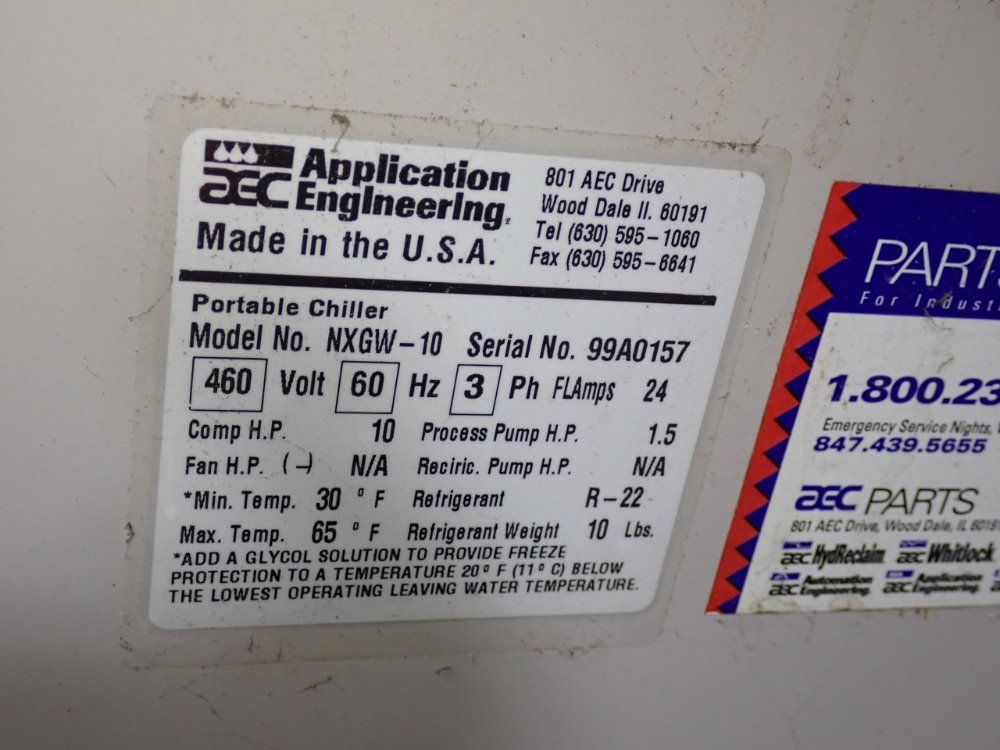 AEC Application
Engineering
Made in the U.S.A.
801 AEC Drive
Wood Dale Il. 60191
Tel (630) 595-1060
Fax (630) 595-6641
Portable Chiller
Model No. NXGW-10 Serial No. 99A0157
460 Volt 60 Hz 3 Ph FLAmps 24
Comp H.P. 10 Process Pump H.P. 1.5
Fan H.P. (-) N/A Reciric. Pump H.P. N/A
*Min. Temp. 30 ° F Refrigerant R-22
Max. Temp. 65 ° F Refrigerant Weight 10 Lbs.
*ADD A GLYCOL SOLUTION TO PROVIDE FREEZE
PROTECTION TO A TEMPERATURE 20° F (11° C) BELOW
THE LOWEST OPERATING LEAVING WATER TEMPERATURE.
PARTS
For Indust
1.800.23
Emergency Service Nights,
847.439.5655
AEC PARTS
801 AEC Drive, Wood Dale, IL 60191
AEC HydReclaim AEC Whitlock
AEC Automation Engineering AEC Application Engineering